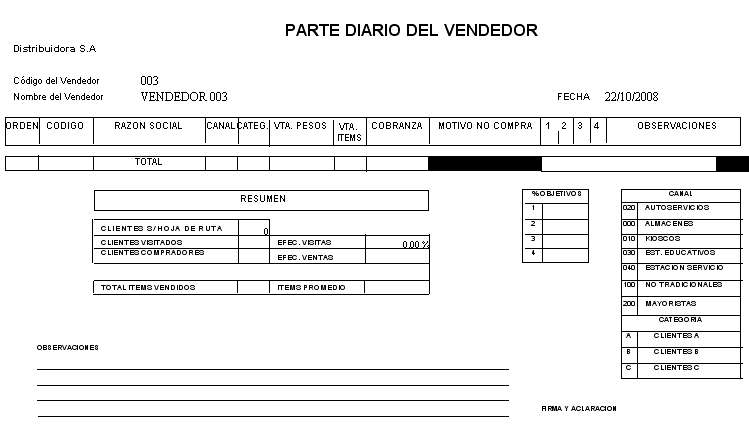 PARTE DIARIO DEL VENDEDOR
Distribuidora S.A
Código del Vendedor 003
Nombre del Vendedor VENDEDOR 003 FECHA 22/10/2008
ORDEN CODIGO RAZON SOCIAL CANAL CATEG. VTA. PESOS VTA. ITEMS COBRANZA MOTIVO NO COMPRA 1 2 3 4 OBSERVACIONES
TOTAL
RESUMEN
CLIENTES S/HOJA DE RUTA 0
CLIENTES VISITADOS EFEC. VISITAS 0,00 %
CLIENTES COMPRADORES EFEC. VENTAS
TOTAL ITEMS VENDIDOS ITEMS PROMEDIO
% OBJETIVOS
1
2
3
4
CANAL
020 AUTOSERVICIOS
000 ALMACENES
010 KIOSCOS
030 EST. EDUCATIVOS
040 ESTACION SERVICIO
100 NO TRADICIONALES
200 MAYORISTAS
CATEGORIA
A CLIENTES A
B CLIENTES B
C CLIENTES C
OBSERVACIONES
FIRMA Y ACLARACION